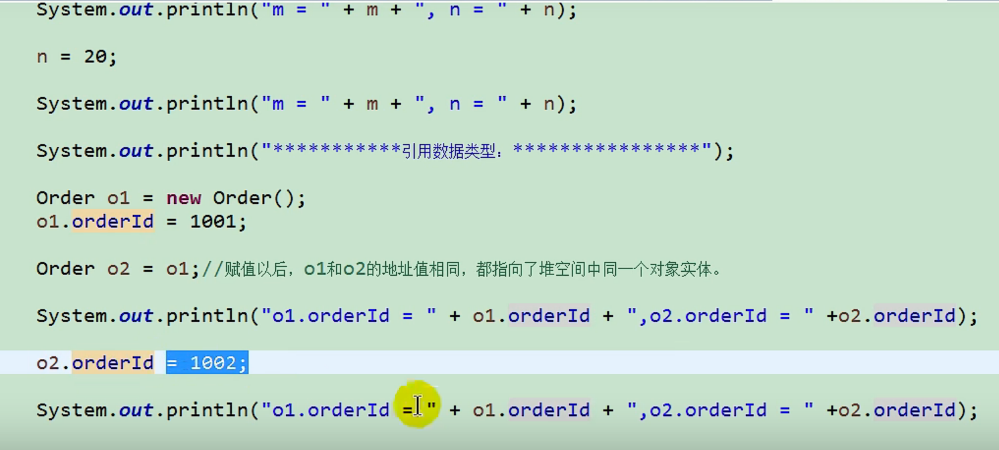 System.out.println("m = " + m + ", n = " + n);
n = 20;
System.out.println("m = " + m + ", n = " + n);
System.out.println("***********引用数据类型：****************");
Order o1 = new Order();
o1.orderId = 1001;
Order o2 = o1;//赋值以后，o1和o2的地址值相同，都指向了堆空间中同一个对象实体。
System.out.println("o1.orderId = " + o1.orderId + ",o2.orderId = " +o2.orderId);
o2.orderId = 1002;
System.out.println("o1.orderId = " + o1.orderId + ",o2.orderId = " +o2.orderId);